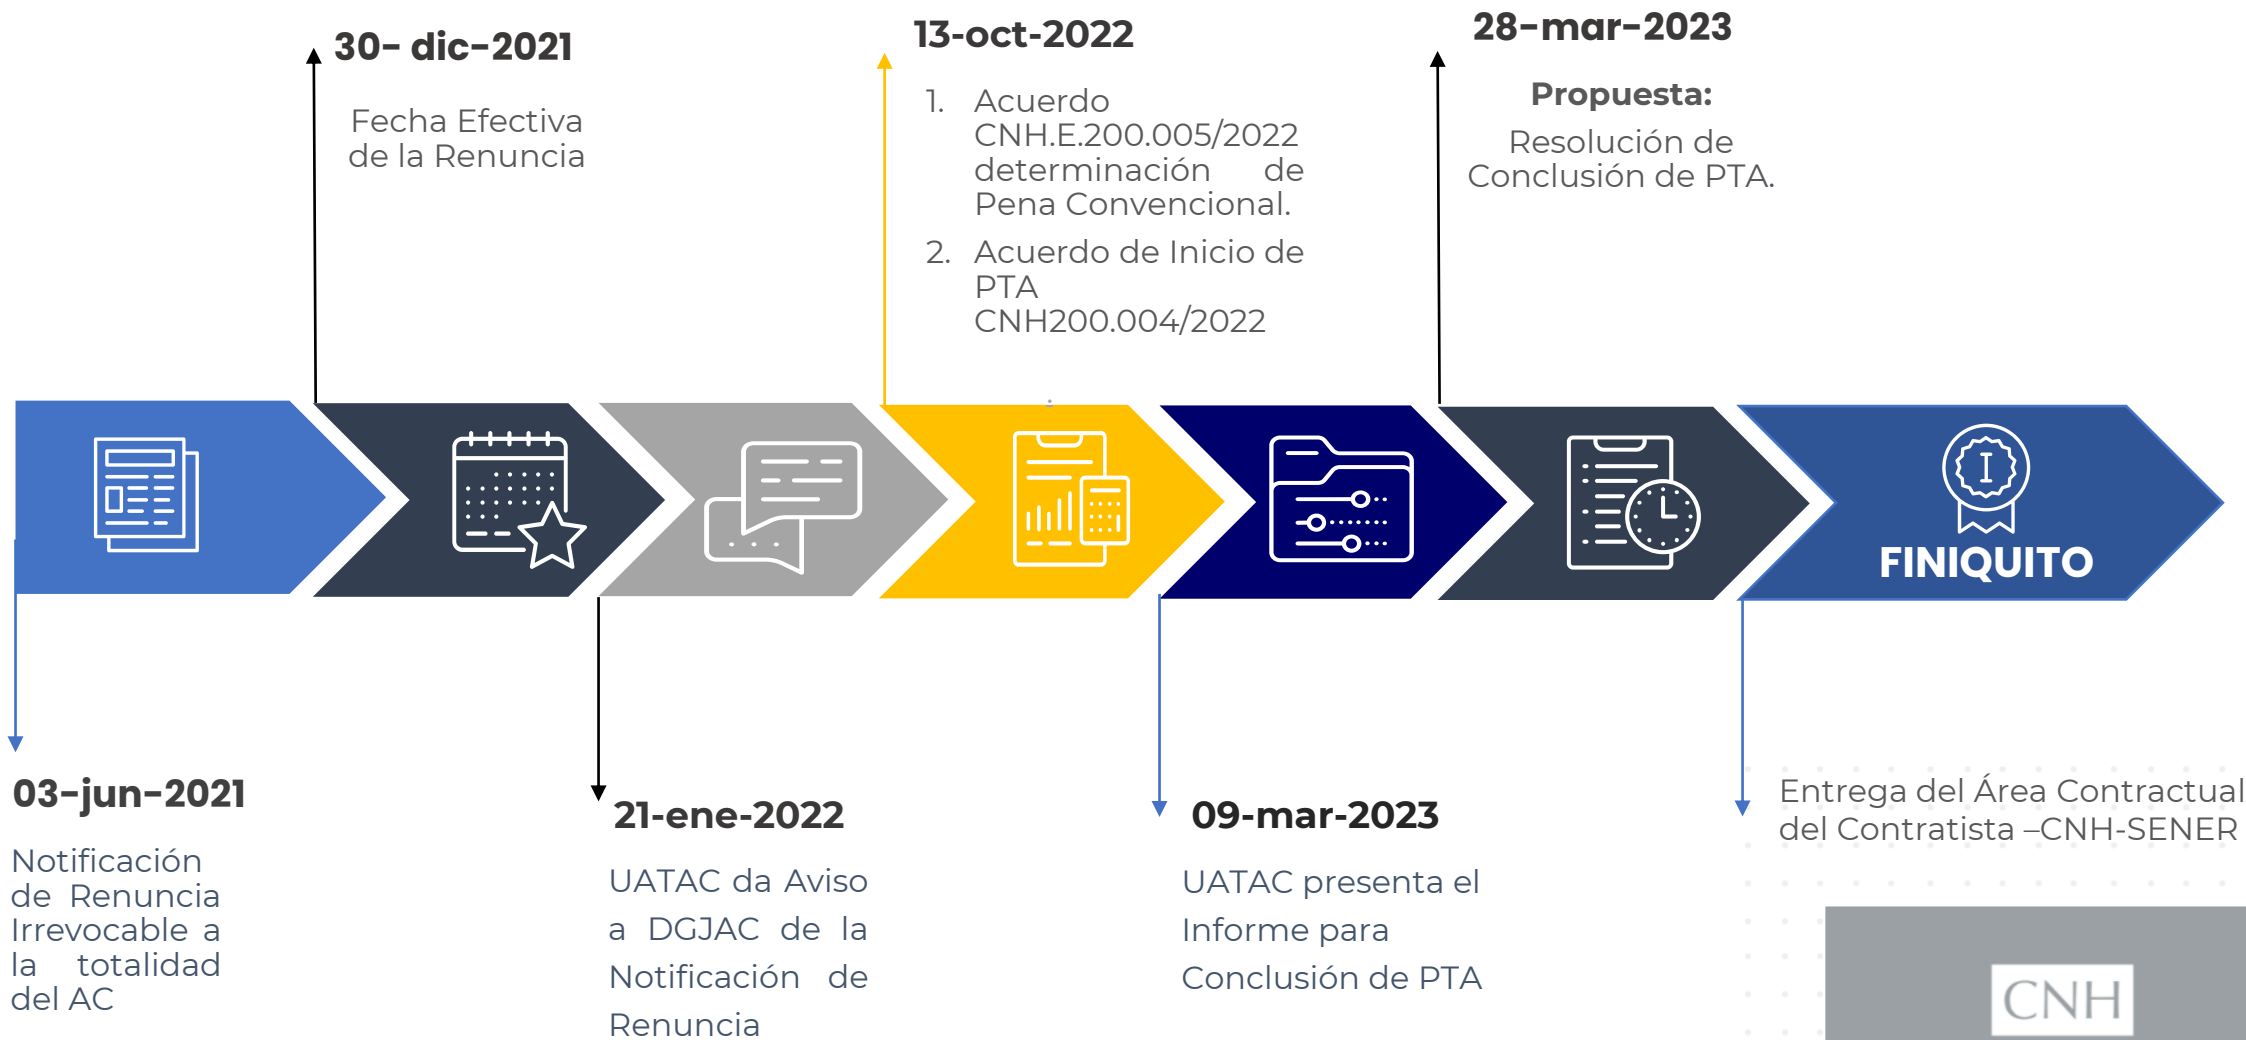 30- dic-2021
Fecha Efectiva
de la Renuncia
13-oct-2022
1. Acuerdo
CNH.E.200.005/2022
determinación de
Pena Convencional.
2. Acuerdo de Inicio de
PTA
CNH200.004/2022
.
28-mar-2023
Propuesta:
Resolución de
Conclusión de PTA.
FINIQUITO
03-jun-2021
Notificación
de Renuncia
Irrevocable a
la totalidad
del AC
21-ene-2022
UATAC da Aviso
a DGJAC de la
Notificación de
Renuncia
09-mar-2023
UATAC presenta el
Informe para
Conclusión de PTA
Entrega del Área Contractual
del Contratista –CNH-SENER
CNH